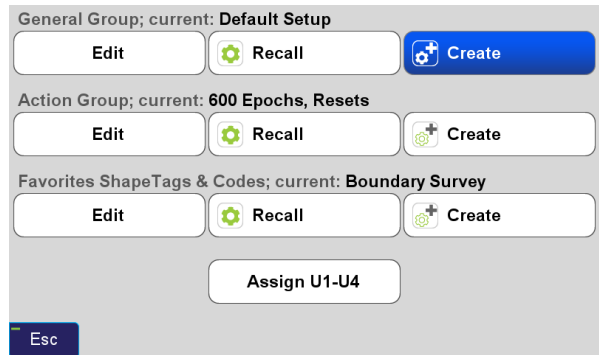 General Group; current: Default Setup
Edit Recall Create
Action Group; current: 600 Epochs, Resets
Edit Recall Create
Favorites ShapeTags & Codes; current: Boundary Survey
Edit Recall Create
Assign U1-U4
Esc